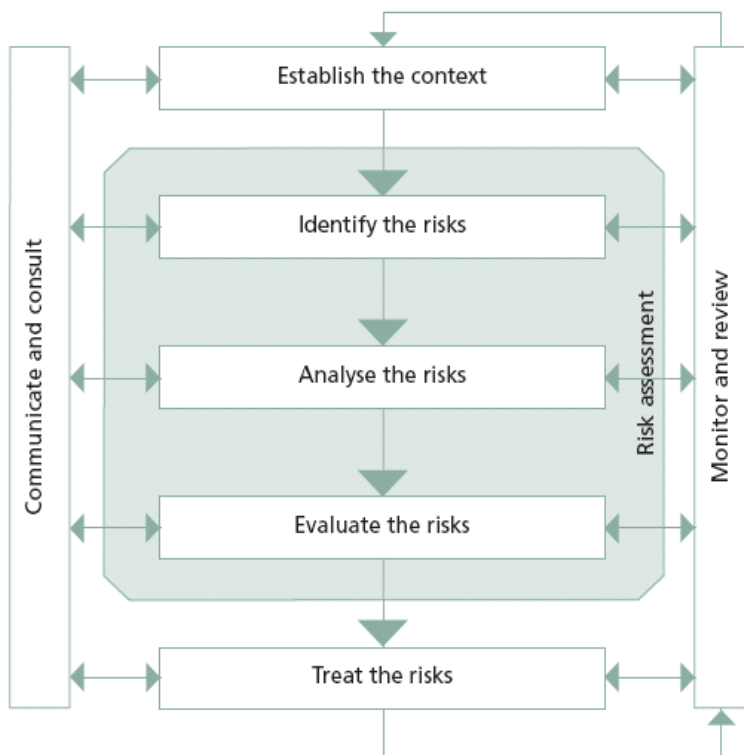 Establish the context
Identify the risks
Analyse the risks
Evaluate the risks
Treat the risks
Communicate and consult
Risk assessment
Monitor and review